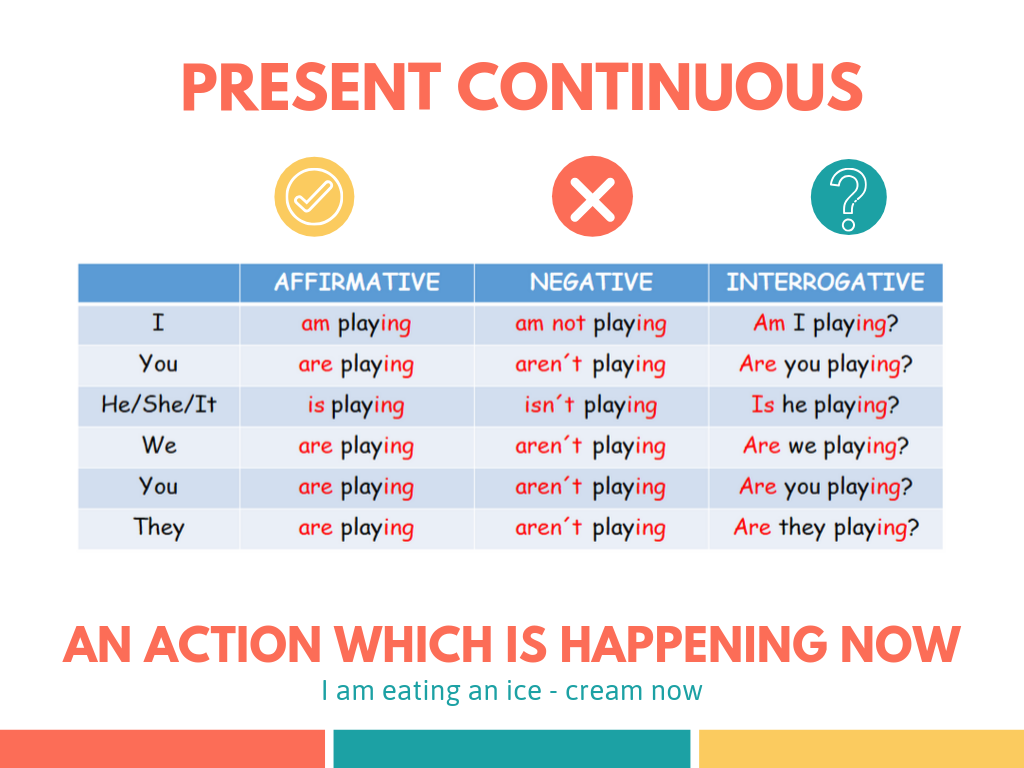 PRESENT CONTINUOUS
AFFIRMATIVE NEGATIVE INTERROGATIVE
I am playing am not playing Am I playing?
You are playing aren´t playing Are you playing?
He/She/It is playing isn´t playing Is he playing?
We are playing aren´t playing Are we playing?
You are playing aren´t playing Are you playing?
They are playing aren´t playing Are they playing?
AN ACTION WHICH IS HAPPENING NOW
I am eating an ice - cream now